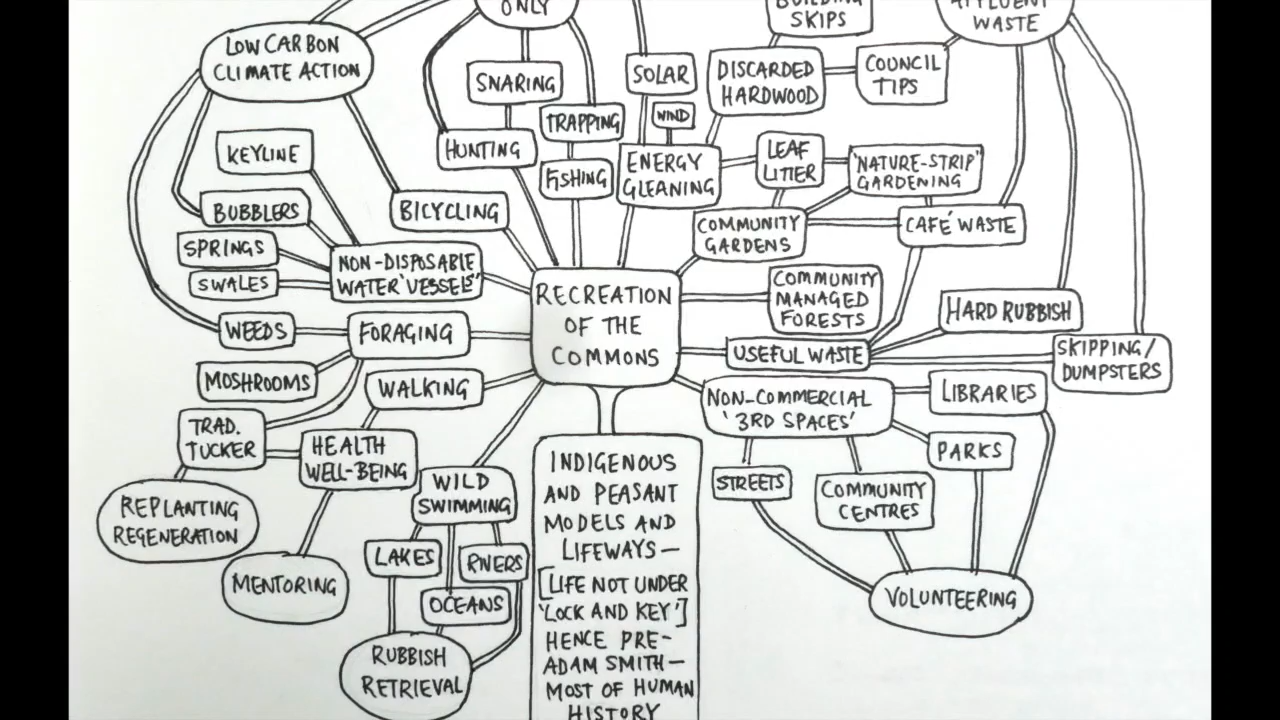 ONLY
BUILDING
SKIPS
AFFLUENT
WASTE
LOW CARBON
CLIMATE ACTION
SNARING
SOLAR
DISCARDED
HARDWOOD
COUNCIL
TIPS
TRAPPING
WIND
KEYLINE
HUNTING
FISHING
ENERGY
GLEANING
LEAF
LITTER
'NATURE-STRIP'
GARDENING
BUBBLERS
BICYCLING
COMMUNITY
GARDENS
CAFÉ WASTE
SPRINGS
SWALES
NON-DISPOSABLE
WATER 'VESSELS'
RECREATION
OF THE
COMMONS
COMMUNITY
MANAGED
FORESTS
HARD RUBBISH
WEEDS
FORAGING
USEFUL WASTE
SKIPPING/
DUMPSTERS
MOSHROOMS
WALKING
NON-COMMERCIAL
'3RD SPACES'
LIBRARIES
TRAD.
TUCKER
HEALTH
WELL-BEING
PARKS
WILD
SWIMMING
STREETS
COMMUNITY
CENTRES
REPLANTING
REGENERATION
LAKES
RIVERS
MENTORING
OCEANS
VOLUNTEERING
RUBBISH
RETRIEVAL
INDIGENOUS
AND PEASANT
MODELS AND
LIFEWAYS—
[LIFE NOT UNDER
'LOCK AND KEY']
HENCE PRE-
ADAM SMITH—
MOST OF HUMAN
HISTORY